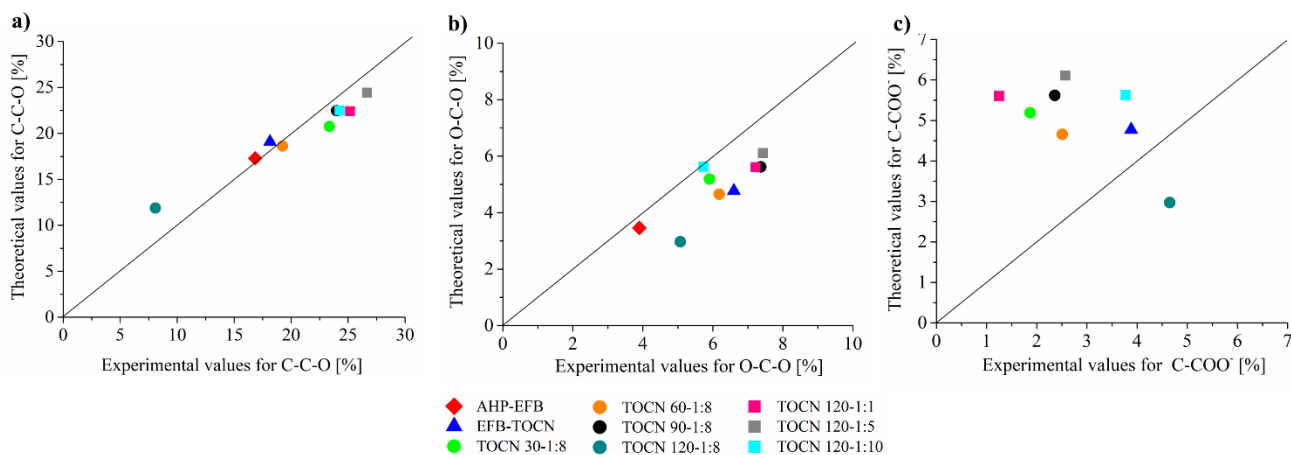 a)
Theoretical values for C-C-O [%]
30
25
20
15
10
5
0
0 5 10 15 20 25 30
Experimental values for C-C-O [%]
b)
Theoretical values for O-C-O [%]
10
8
6
4
2
0
0 2 4 6 8 10
Experimental values for O-C-O [%]
c)
Theoretical values for C-COO⁻ [%]
7
6
5
4
3
2
1
0
0 1 2 3 4 5 6 7
Experimental values for C-COO⁻ [%]
AHP-EFB TOCN 60-1:8 TOCN 120-1:1
EFB-TOCN TOCN 90-1:8 TOCN 120-1:5
TOCN 30-1:8 TOCN 120-1:8 TOCN 120-1:10